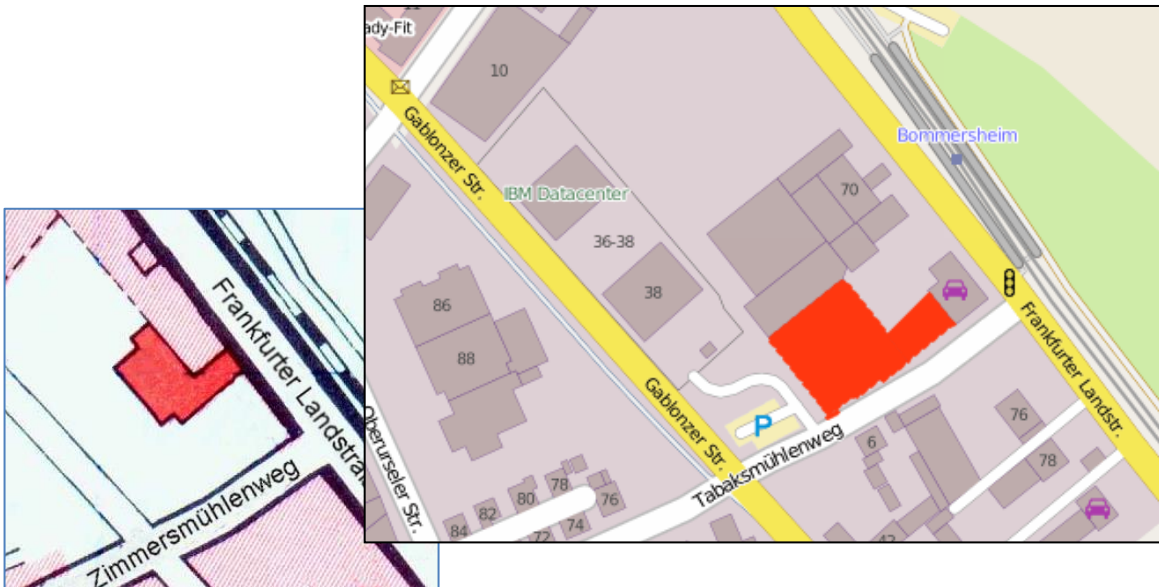 ady-Fit
10
Gablonzer Str.
Bommersheim
IBM Datacenter
70
36-38
38
86
88
Frankfurter Landstr.
Gablonzer Str.
P
76
Tabaksmühlenweg
6
78
Oberurseler Str.
78
80
76
82
74
84
72
Frankfurter Landstra
Zimmersmühlenweg